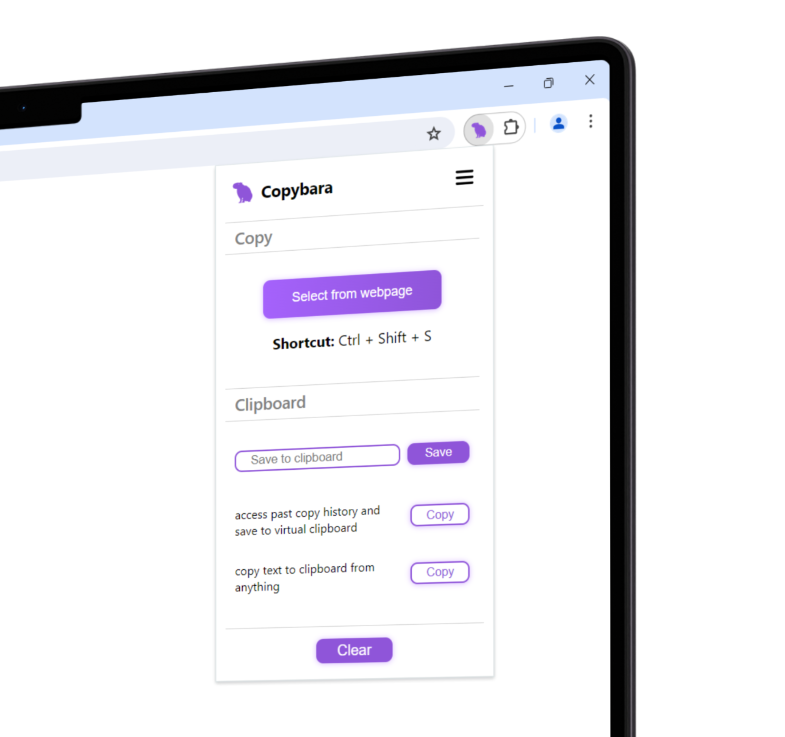 Copybara
Copy
Select from webpage
Shortcut: Ctrl + Shift + S
Clipboard
Save to clipboard
Save
access past copy history and
save to virtual clipboard
Copy
copy text to clipboard from
anything
Copy
Clear